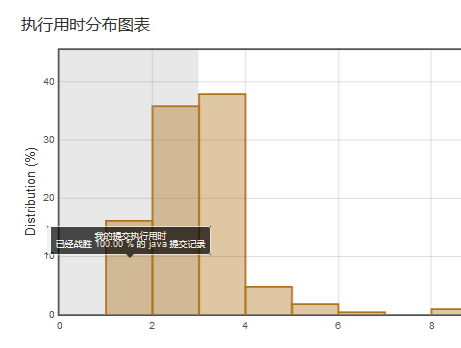 执行用时分布图表
40
30
20
10
0
Distribution (%)
我的提交执行用时
已经战胜 100.00 % 的 java 提交记录
0 2 4 6 8